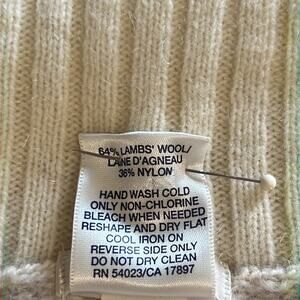 64% LAMBS' WOOL/
LAINE D'AGNEAU
36% NYLON
HAND WASH COLD
ONLY NON-CHLORINE
BLEACH WHEN NEEDED
RESHAPE AND DRY FLAT
COOL IRON ON
REVERSE SIDE ONLY
DO NOT DRY CLEAN
RN 54023/CA 17897